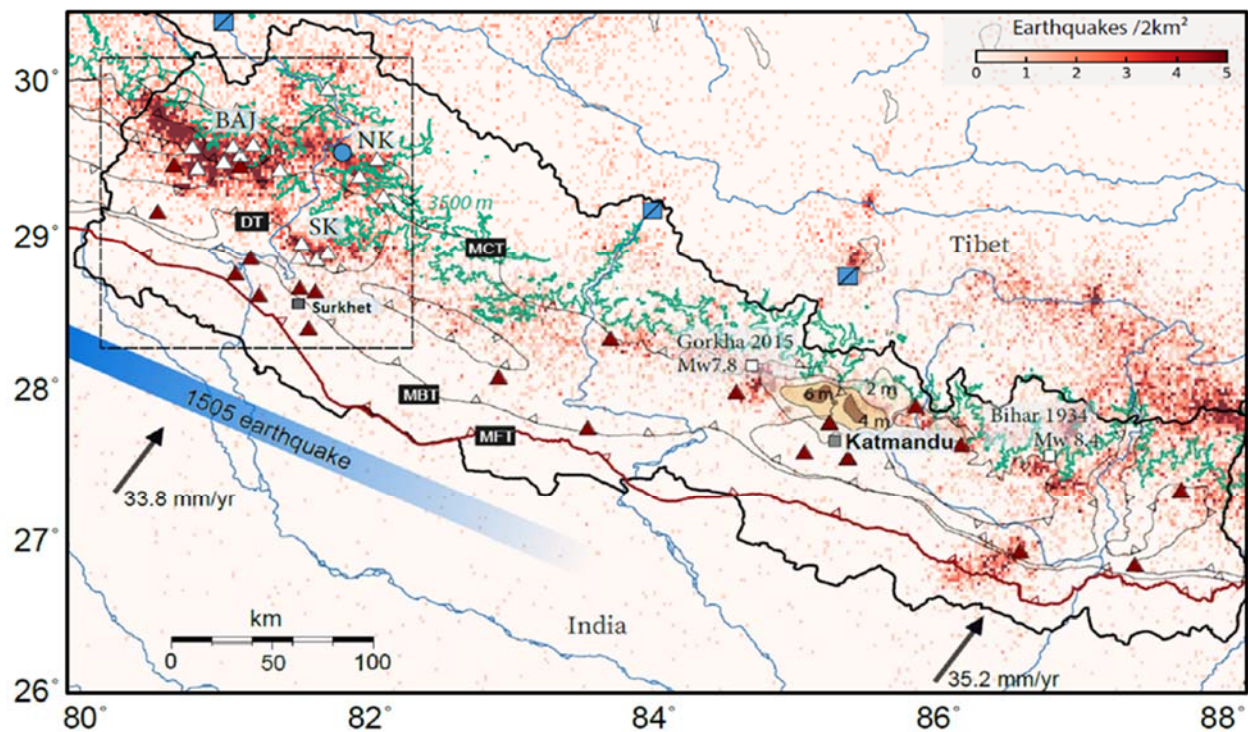 Earthquakes /2km²
0 1 2 3 4 5
30°
BAJ
NK
3500 m
29°
DT
SK
MCT
Tibet
Surkhet
Gorkha 2015
Mw7.8
28°
1505 earthquake
MBT
6 m
2 m
4 m
Bihar 1934
Mw 8.4
MFT
Katmandu
33.8 mm/yr
27°
km
0 50 100
India
35.2 mm/yr
26°
80° 82° 84° 86° 88°